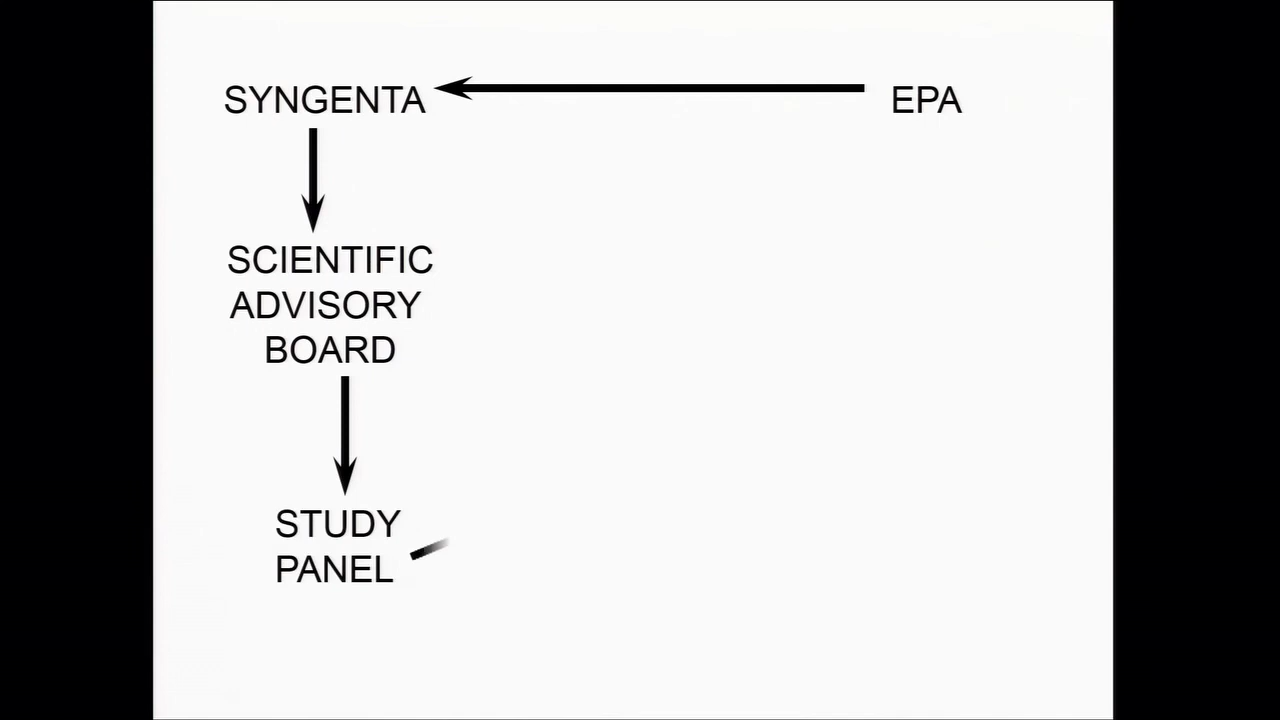 SYNGENTA
EPA
SCIENTIFIC
ADVISORY
BOARD
STUDY
PANEL